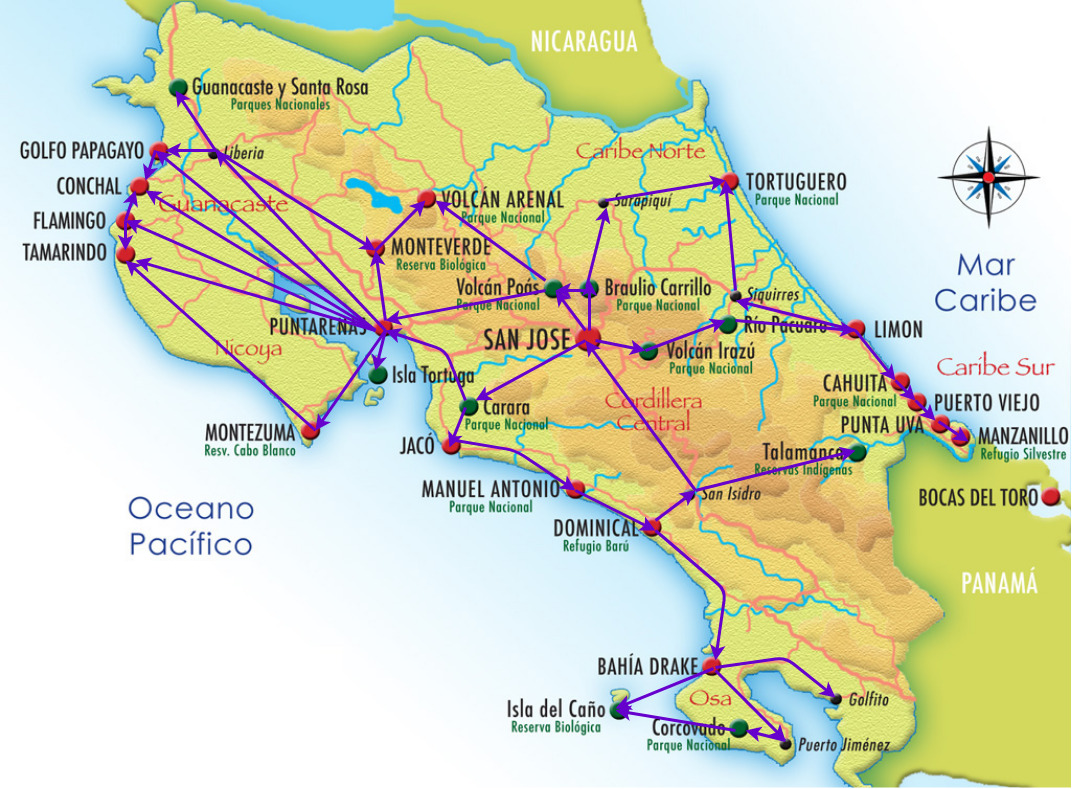 NICARAGUA
Guanacaste y Santa Rosa
Parques Nacionales
GOLFO PAPAGAYO
Liberia
Caribe Norte
CONCHAL
TORTUGUERO
Parque Nacional
Guanacaste
VOLCÁN ARENAL
Parque Nacional
Sarapiquí
FLAMINGO
TAMARINDO
MONTEVERDE
Reserva Biológica
Mar
Caribe
Volcán Poás
Parque Nacional
Braulio Carrillo
Parque Nacional
Siquirres
PUNTARENAS
SAN JOSE
Río Pacuare
LIMON
Nicoya
Volcán Irazú
Parque Nacional
Caribe Sur
Isla Tortuga
CAHUITA
Parque Nacional
Carara
Parque Nacional
Cordillera
Central
PUERTO VIEJO
PUNTA UVA
MONTEZUMA
Resv. Cabo Blanco
JACÓ
Talamanca
Reservas Indígenas
MANZANILLO
Refugio Silvestre
MANUEL ANTONIO
Parque Nacional
San Isidro
BOCAS DEL TORO
Oceano
Pacífico
DOMINICAL
Refugio Barú
PANAMÁ
BAHÍA DRAKE
Osa
Golfito
Isla del Caño
Reserva Biológica
Corcovado
Parque Nacional
Puerto Jiménez